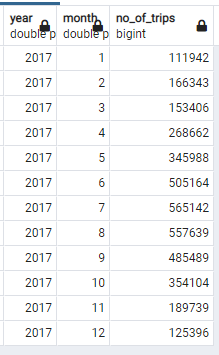 year month no_of_trips
double p double p bigint
2017 1 111942
2017 2 166343
2017 3 153406
2017 4 268662
2017 5 345988
2017 6 505164
2017 7 565142
2017 8 557639
2017 9 485489
2017 10 354104
2017 11 189739
2017 12 125396